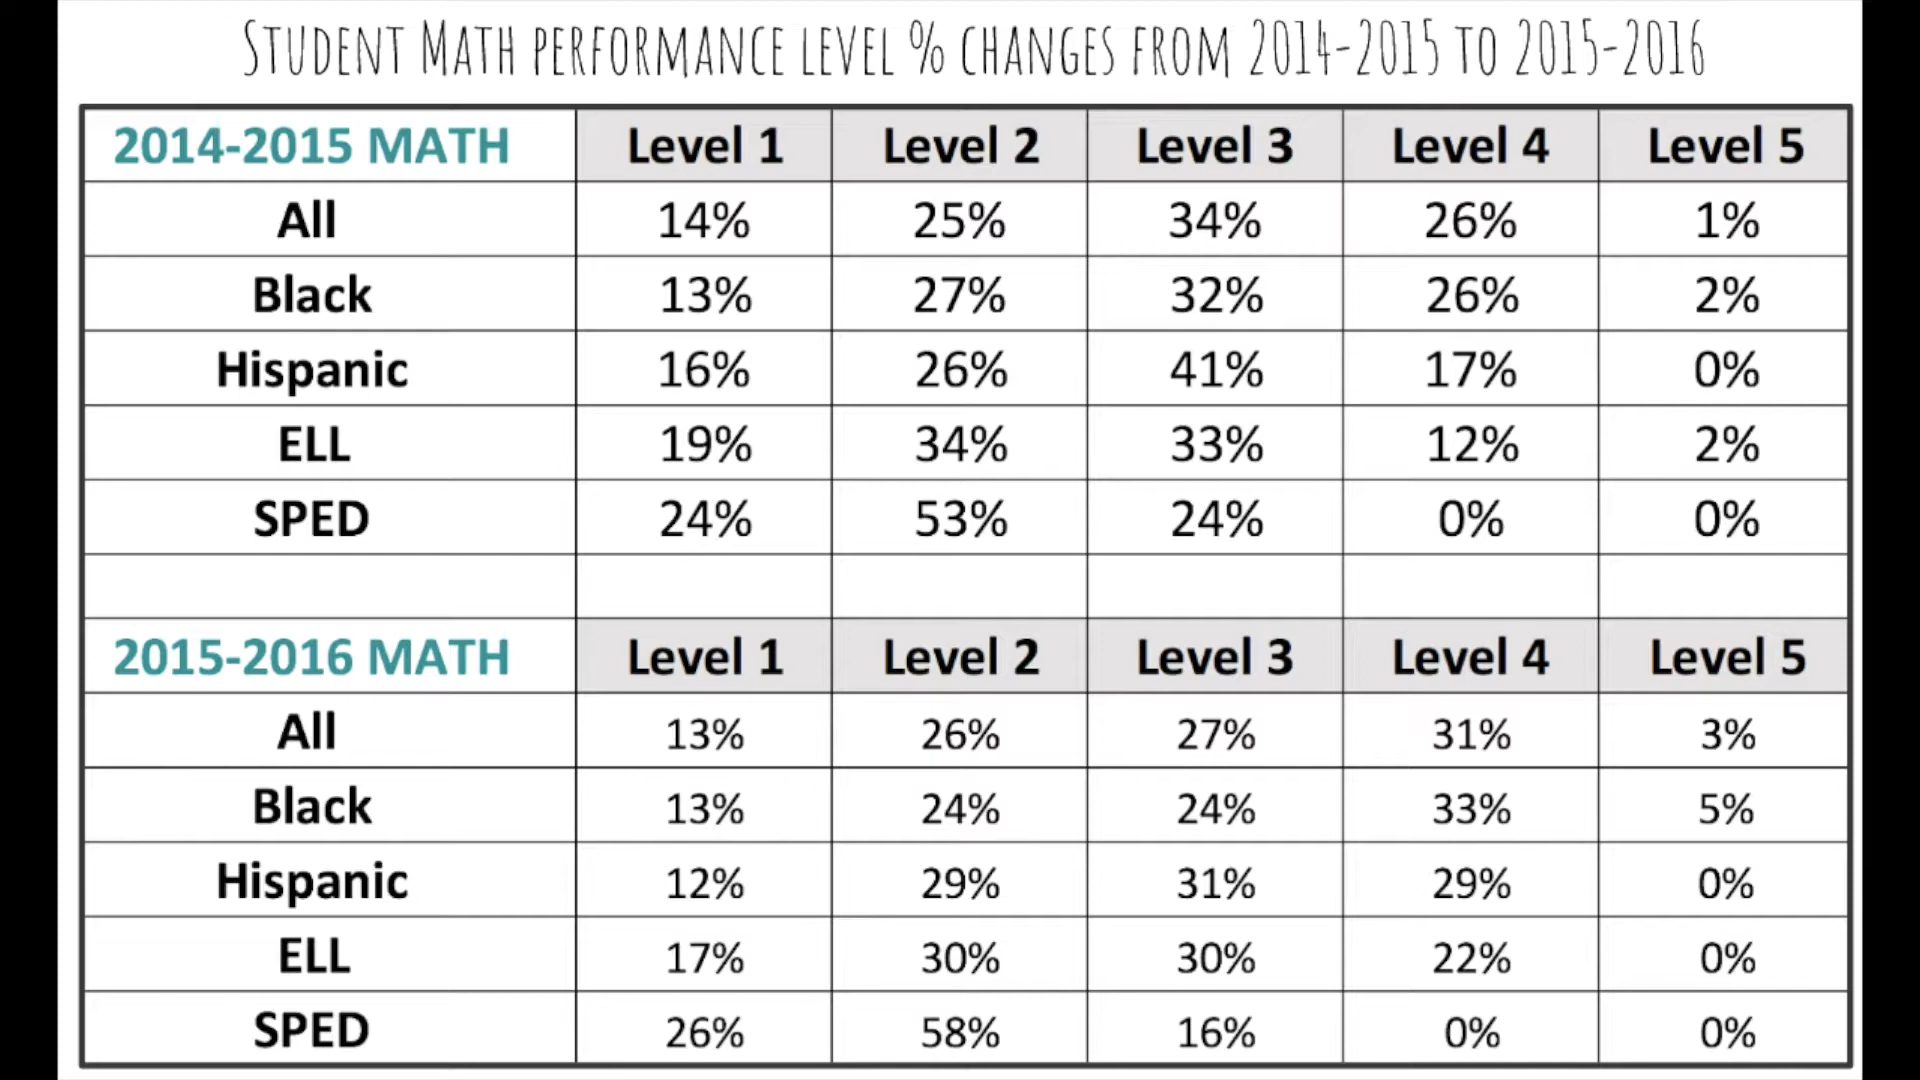 Student Math performance level % changes from 2014-2015 to 2015-2016
2014-2015 MATH Level 1 Level 2 Level 3 Level 4 Level 5
All 14% 25% 34% 26% 1%
Black 13% 27% 32% 26% 2%
Hispanic 16% 26% 41% 17% 0%
ELL 19% 34% 33% 12% 2%
SPED 24% 53% 24% 0% 0%
2015-2016 MATH Level 1 Level 2 Level 3 Level 4 Level 5
All 13% 26% 27% 31% 3%
Black 13% 24% 24% 33% 5%
Hispanic 12% 29% 31% 29% 0%
ELL 17% 30% 30% 22% 0%
SPED 26% 58% 16% 0% 0%